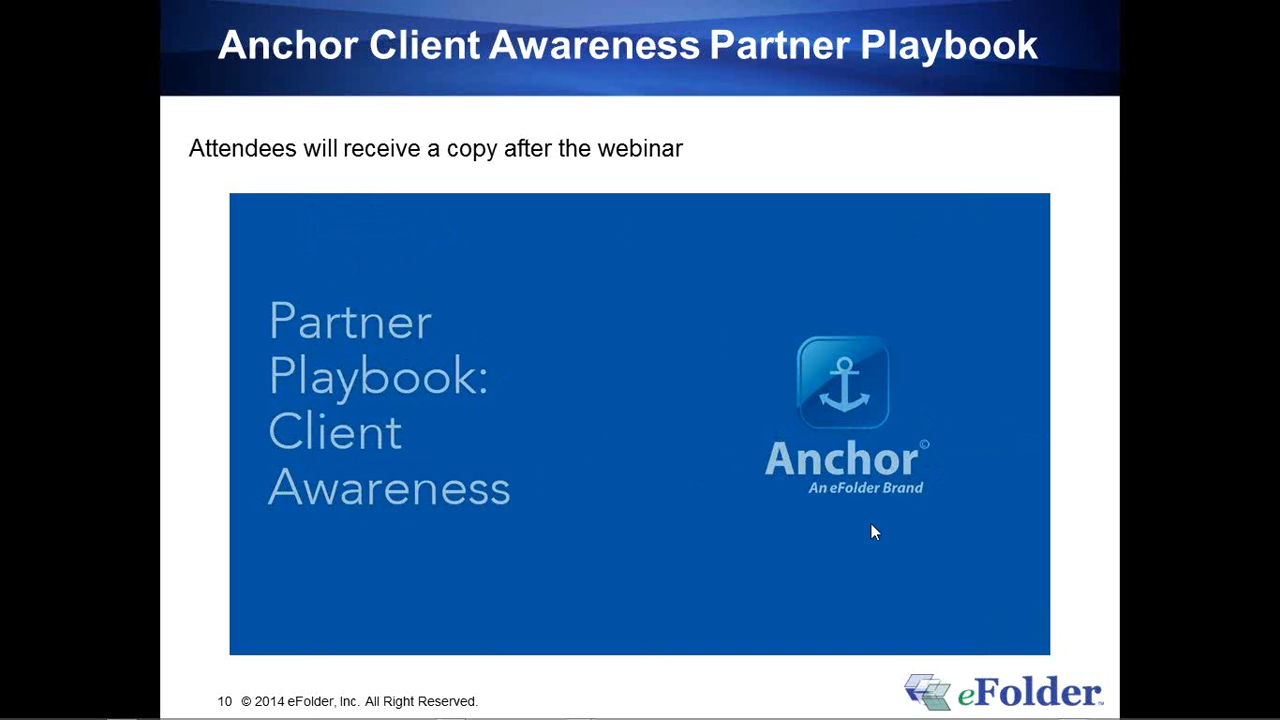 Anchor Client Awareness Partner Playbook
Attendees will receive a copy after the webinar
Partner
Playbook:
Client
Awareness
Anchor©
An eFolder Brand
10 © 2014 eFolder, Inc. All Right Reserved.
eFolder™